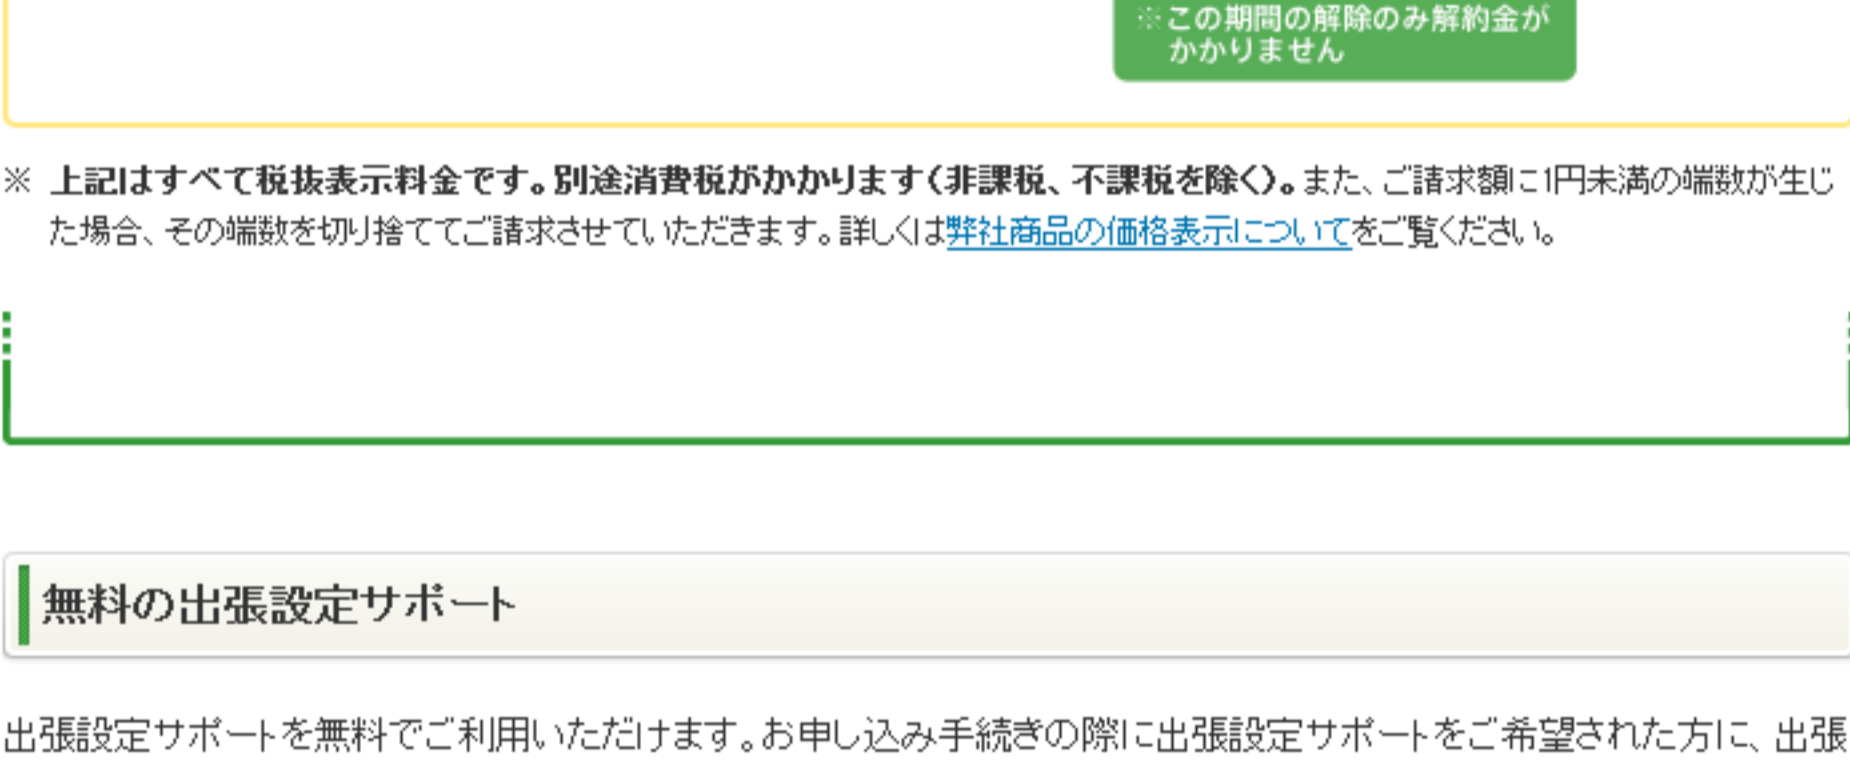 ※この期間の解除のみ解約金が
かかりません
※ 上記はすべて税抜表示料金です。別途消費税がかかります（非課税、不課税を除く）。また、ご請求額に1円未満の端数が生じ
た場合、その端数を切り捨ててご請求させていただきます。詳しくは弊社商品の価格表示についてをご覧ください。
無料の出張設定サポート
出張設定サポートを無料でご利用いただけます。お申し込み手続きの際に出張設定サポートをご希望された方に、出張